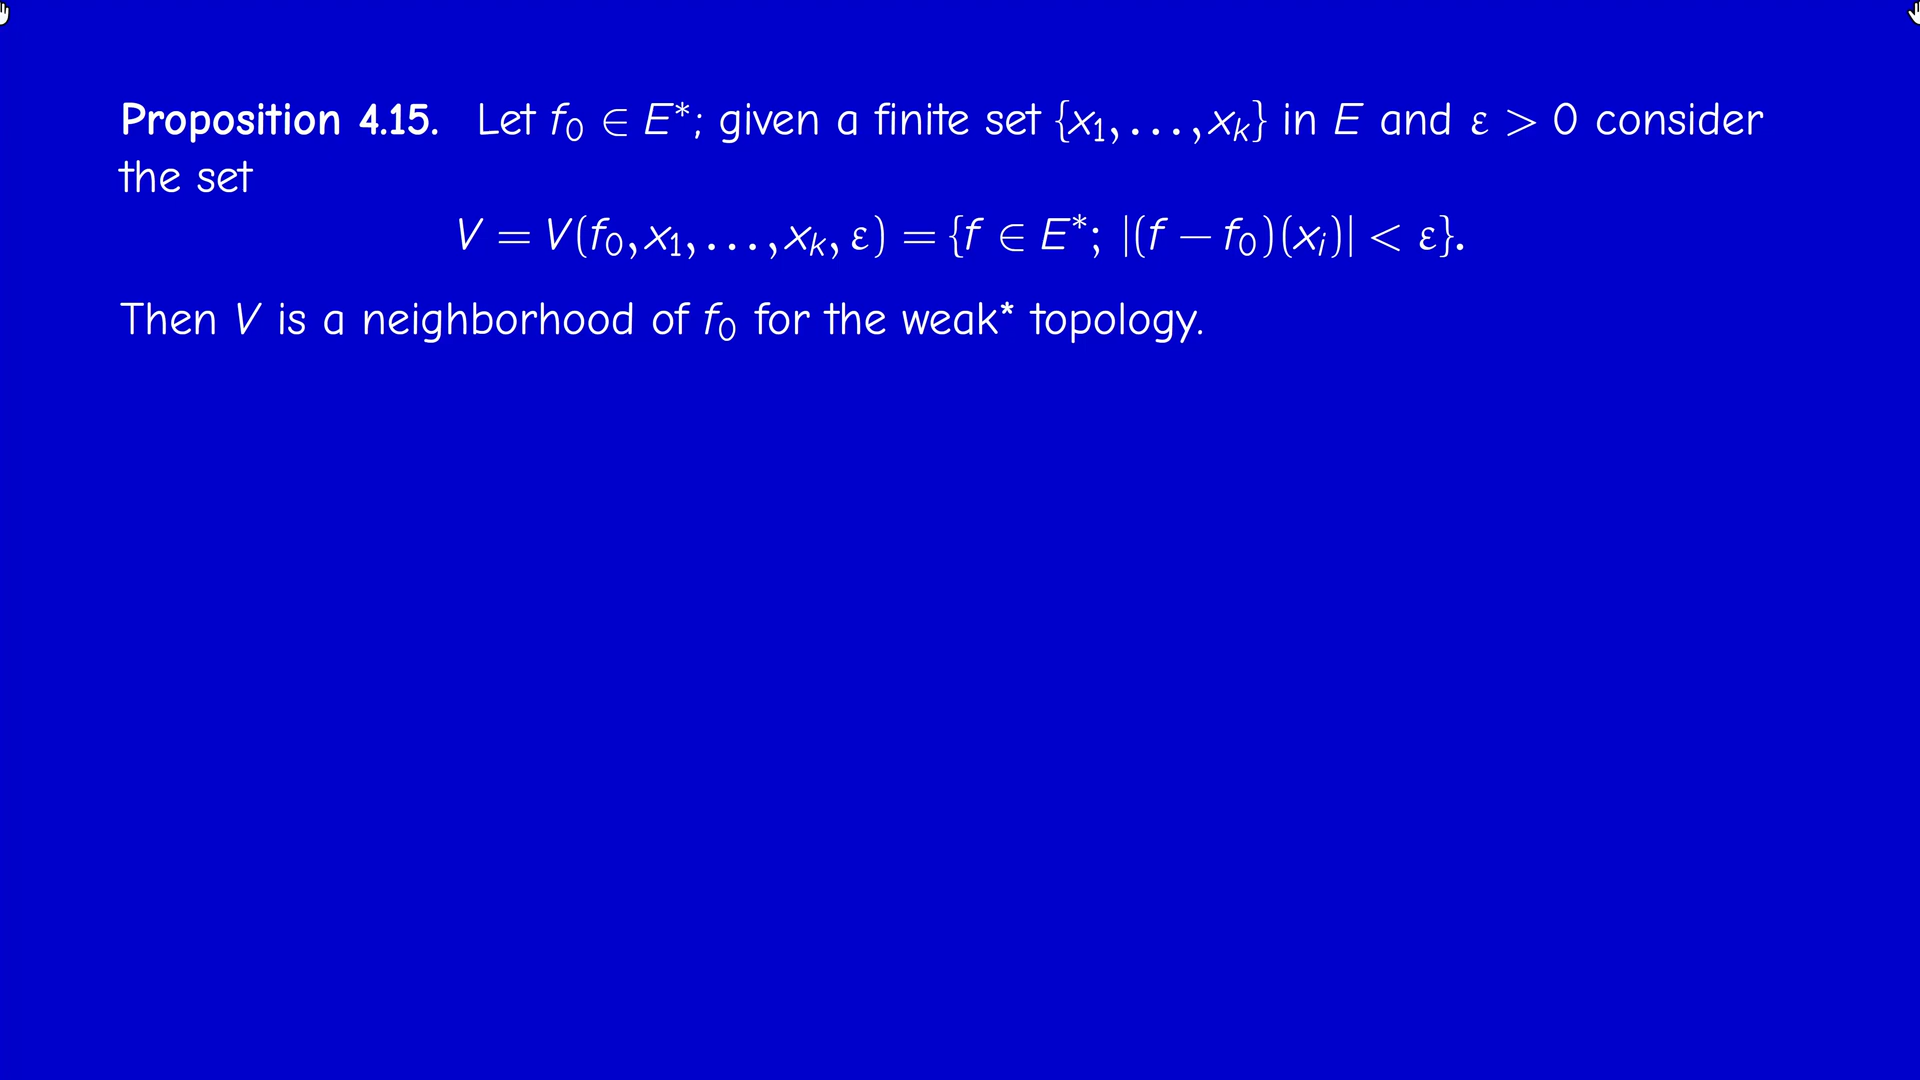 Proposition 4.15. Let f₀ ∈ E*; given a finite set {x₁,...,xₖ} in E and ε > 0 consider
the set
V = V(f₀,x₁,...,xₖ,ε) = {f ∈ E*; |(f − f₀)(xᵢ)| < ε}.
Then V is a neighborhood of f₀ for the weak* topology.